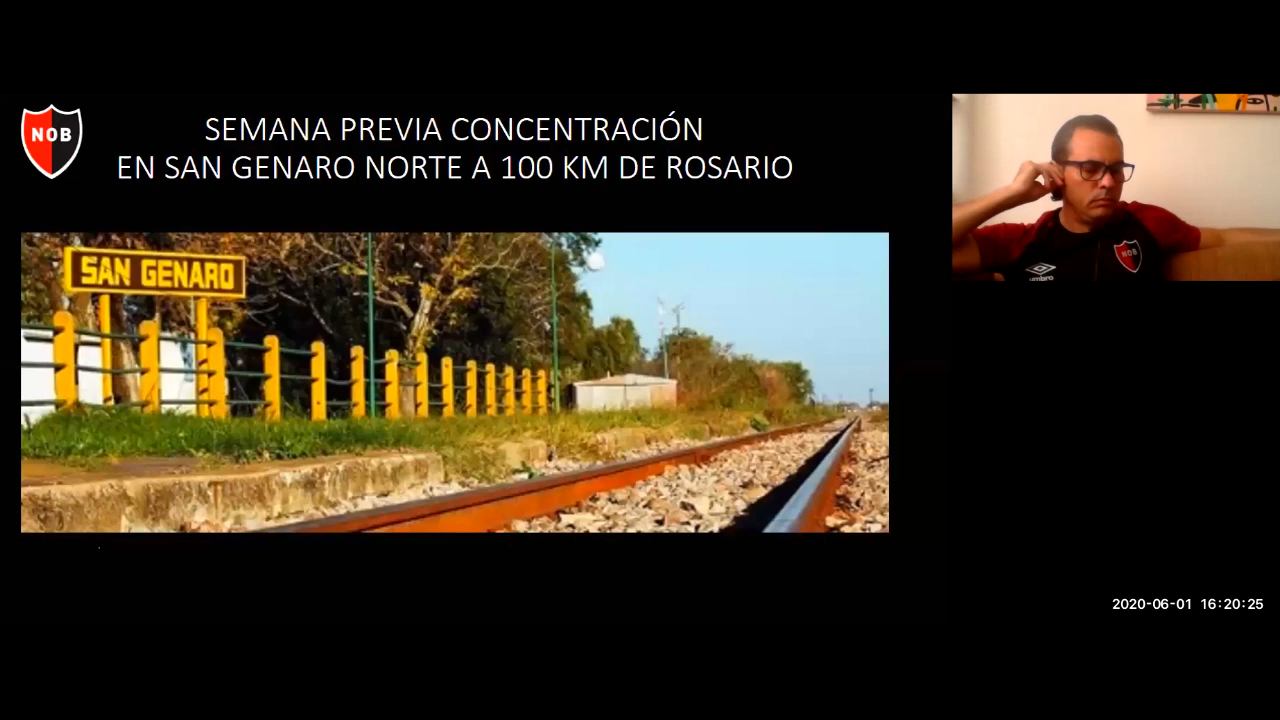 NOB
SEMANA PREVIA CONCENTRACIÓN
EN SAN GENARO NORTE A 100 KM DE ROSARIO
SAN GENARO
umbro
NOB
2020-06-01 16:20:25